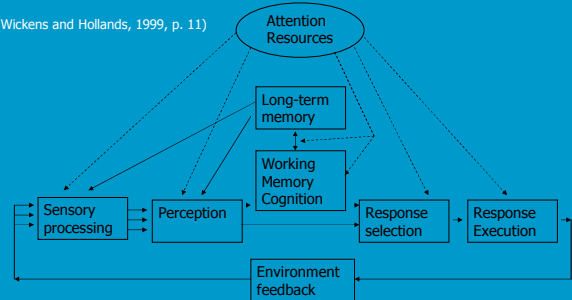 Wickens and Hollands, 1999, p. 11)
Attention
Resources
Long-term
memory
Working
Memory
Cognition
Sensory
processing
Perception
Response
selection
Response
Execution
Environment
feedback